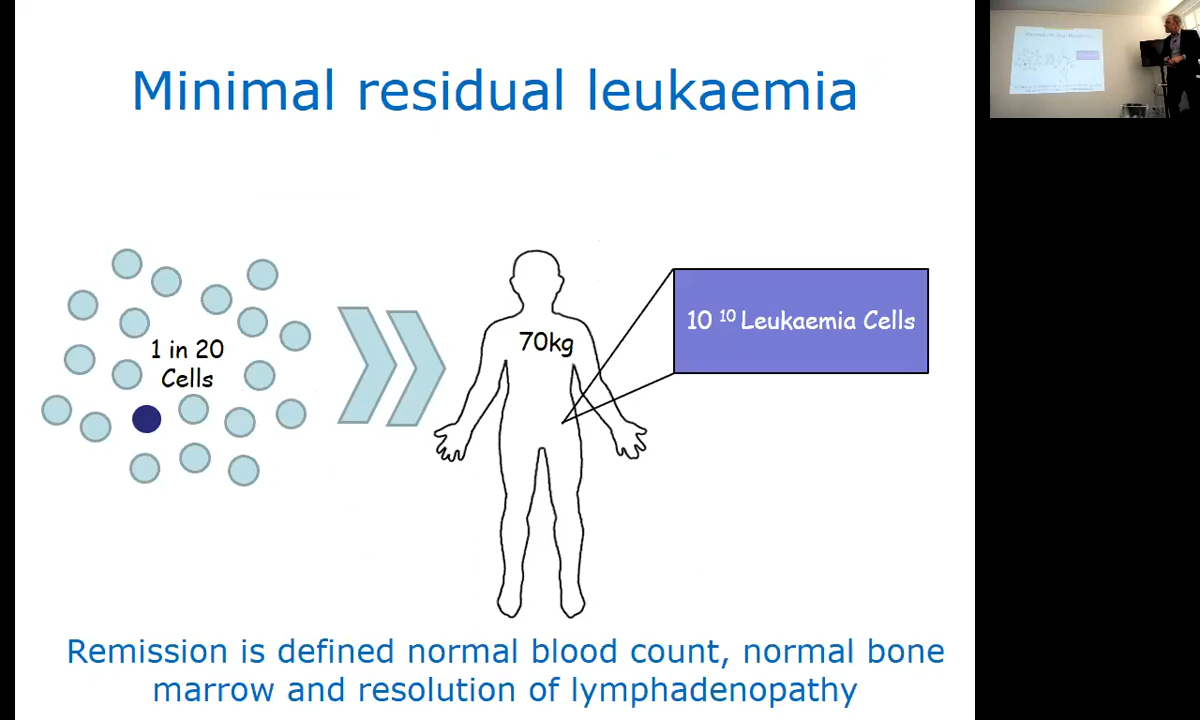 Minimal residual leukaemia
1 in 20
Cells
70kg
10 10 Leukaemia Cells
Remission is defined normal blood count, normal bone
marrow and resolution of lymphadenopathy